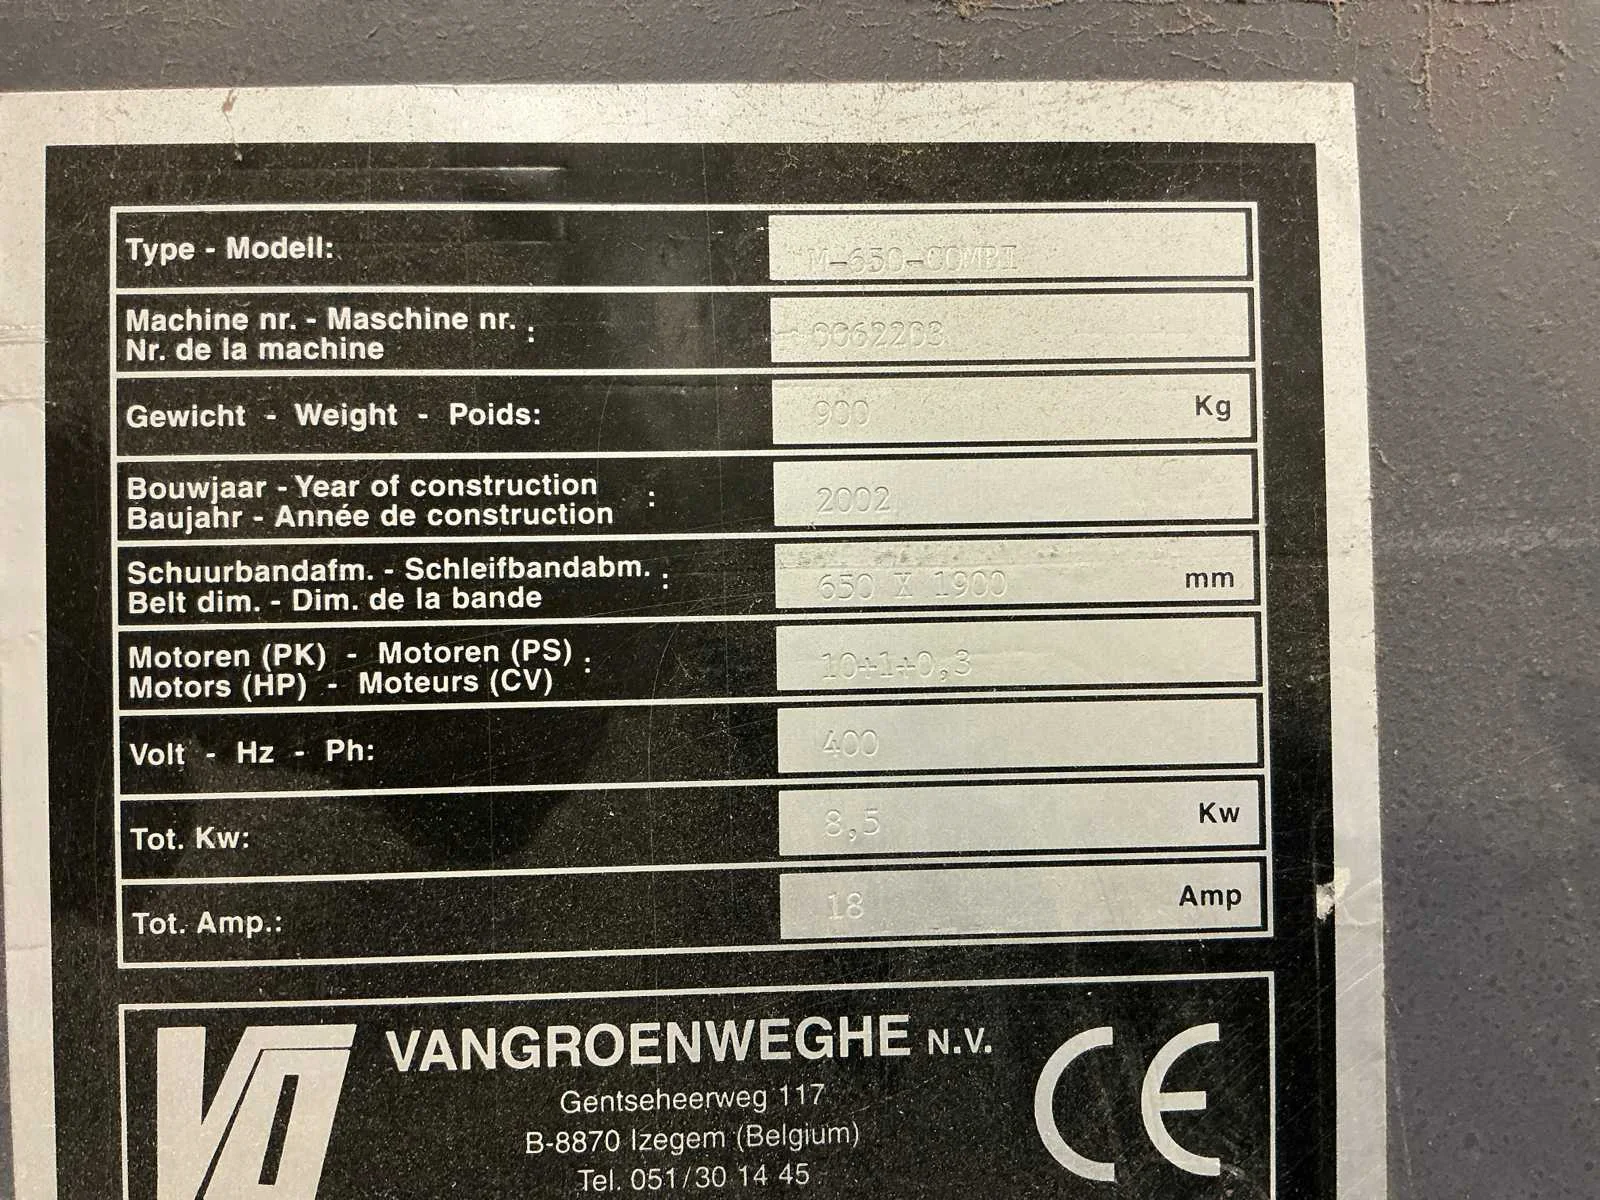 Type - Modell: M-650-COMBI
Machine nr. - Maschine nr. :
Nr. de la machine 0062203
Gewicht - Weight - Poids: 900 Kg
Bouwjaar - Year of construction :
Baujahr - Année de construction 2002
Schuurbandafm. - Schleifbandabm. :
Belt dim. - Dim. de la bande 650 X 1900 mm
Motoren (PK) - Motoren (PS) :
Motors (HP) - Moteurs (CV) 10+1+0,3
Volt - Hz - Ph: 400
Tot. Kw: 8,5 Kw
Tot. Amp.: 18 Amp
VANGROENWEGHE N.V. CE
Gentseheerweg 117
B-8870 Izegem (Belgium)
Tel. 051/30 14 45